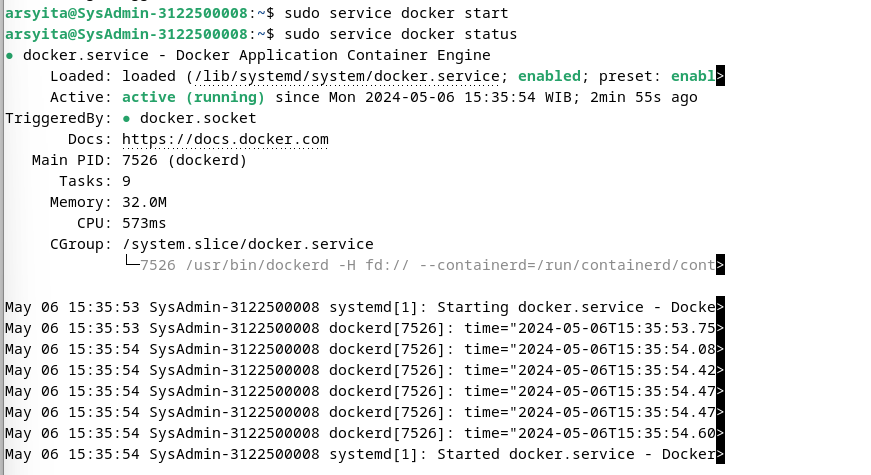 arsyita@SysAdmin-3122500008:~$ sudo service docker start
arsyita@SysAdmin-3122500008:~$ sudo service docker status
● docker.service - Docker Application Container Engine
     Loaded: loaded (/lib/systemd/system/docker.service; enabled; preset: enabl>
     Active: active (running) since Mon 2024-05-06 15:35:54 WIB; 2min 55s ago
TriggeredBy: ● docker.socket
       Docs: https://docs.docker.com
   Main PID: 7526 (dockerd)
      Tasks: 9
     Memory: 32.0M
        CPU: 573ms
     CGroup: /system.slice/docker.service
             └─7526 /usr/bin/dockerd -H fd:// --containerd=/run/containerd/cont>
May 06 15:35:53 SysAdmin-3122500008 systemd[1]: Starting docker.service - Docke>
May 06 15:35:53 SysAdmin-3122500008 dockerd[7526]: time="2024-05-06T15:35:53.75>
May 06 15:35:54 SysAdmin-3122500008 dockerd[7526]: time="2024-05-06T15:35:54.08>
May 06 15:35:54 SysAdmin-3122500008 dockerd[7526]: time="2024-05-06T15:35:54.42>
May 06 15:35:54 SysAdmin-3122500008 dockerd[7526]: time="2024-05-06T15:35:54.47>
May 06 15:35:54 SysAdmin-3122500008 dockerd[7526]: time="2024-05-06T15:35:54.47>
May 06 15:35:54 SysAdmin-3122500008 dockerd[7526]: time="2024-05-06T15:35:54.60>
May 06 15:35:54 SysAdmin-3122500008 systemd[1]: Started docker.service - Docker>